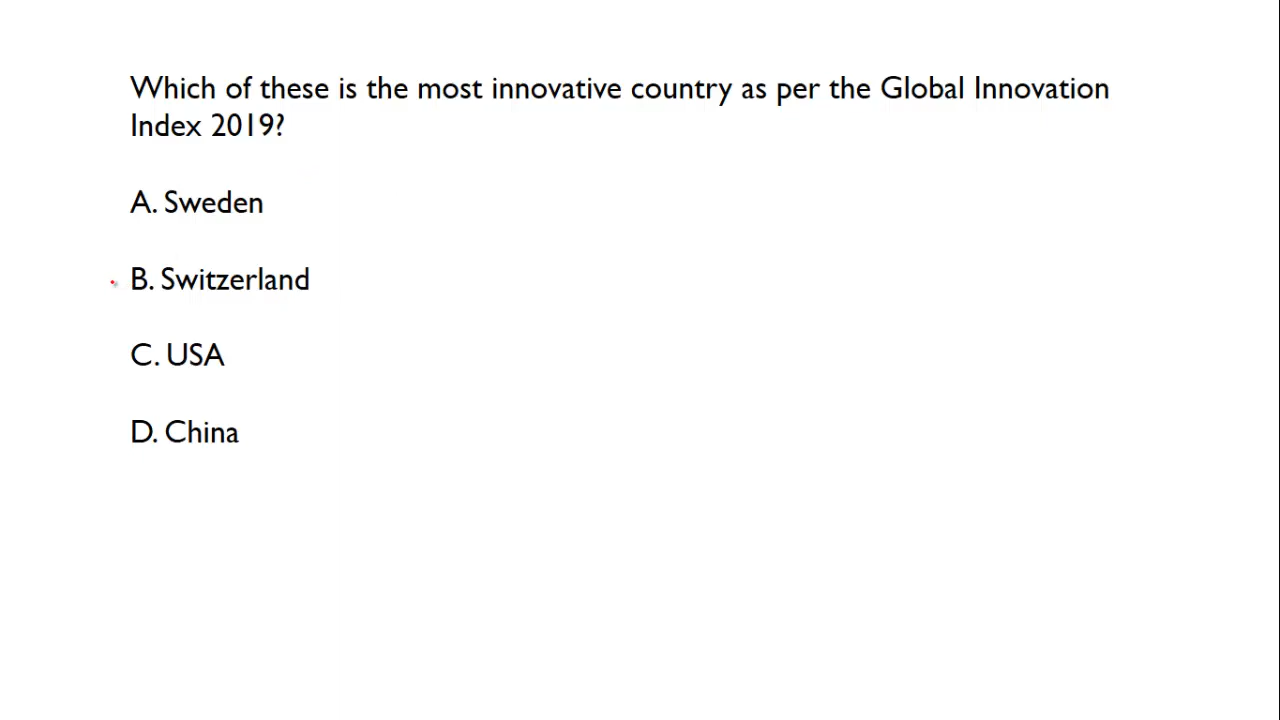 Which of these is the most innovative country as per the Global Innovation
Index 2019?
A. Sweden
B. Switzerland
C. USA
D. China